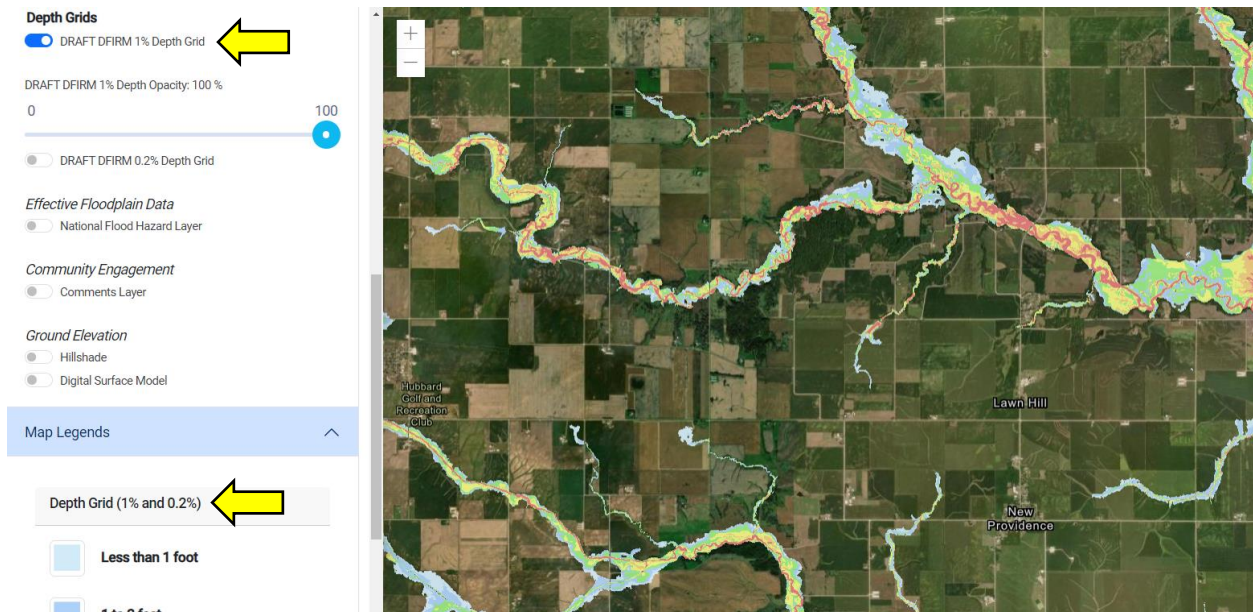 Depth Grids
DRAFT DFIRM 1% Depth Grid
DRAFT DFIRM 1% Depth Opacity: 100 %
0 100
DRAFT DFIRM 0.2% Depth Grid
Effective Floodplain Data
National Flood Hazard Layer
Community Engagement
Comments Layer
Ground Elevation
Hillshade
Digital Surface Model
Map Legends
Depth Grid (1% and 0.2%)
Less than 1 foot
+
−
Hubbard
Golf and
Recreation
Club
Lawn Hill
New
Providence